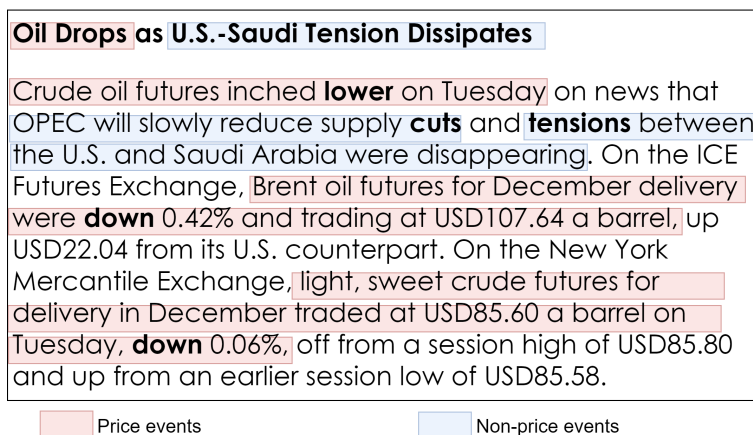 Oil Drops as U.S.-Saudi Tension Dissipates
Crude oil futures inched lower on Tuesday on news that
OPEC will slowly reduce supply cuts and tensions between
the U.S. and Saudi Arabia were disappearing. On the ICE
Futures Exchange, Brent oil futures for December delivery
were down 0.42% and trading at USD107.64 a barrel, up
USD22.04 from its U.S. counterpart. On the New York
Mercantile Exchange, light, sweet crude futures for
delivery in December traded at USD85.60 a barrel on
Tuesday, down 0.06%, off from a session high of USD85.80
and up from an earlier session low of USD85.58.
Price events Non-price events